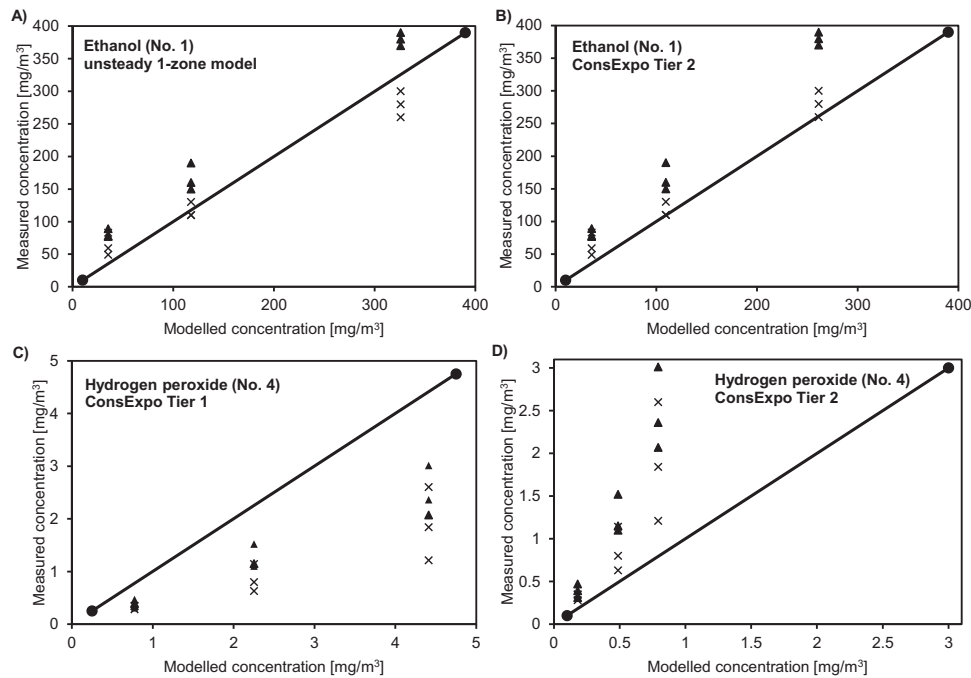 A)
Ethanol (No. 1)
unsteady 1-zone model
Measured concentration [mg/m³]
400
350
300
250
200
150
100
50
0
0 100 200 300 400
Modelled concentration [mg/m³]
B)
Ethanol (No. 1)
ConsExpo Tier 2
Measured concentration [mg/m³]
400
350
300
250
200
150
100
50
0
0 100 200 300 400
Modelled concentration [mg/m³]
C)
Hydrogen peroxide (No. 4)
ConsExpo Tier 1
Measured concentration [mg/m³]
5
4
3
2
1
0
0 1 2 3 4 5
Modelled concentration [mg/m³]
D)
Hydrogen peroxide (No. 4)
ConsExpo Tier 2
Measured concentration [mg/m³]
3
2.5
2
1.5
1
0.5
0
0 0.5 1 1.5 2 2.5 3
Modelled concentration [mg/m³]